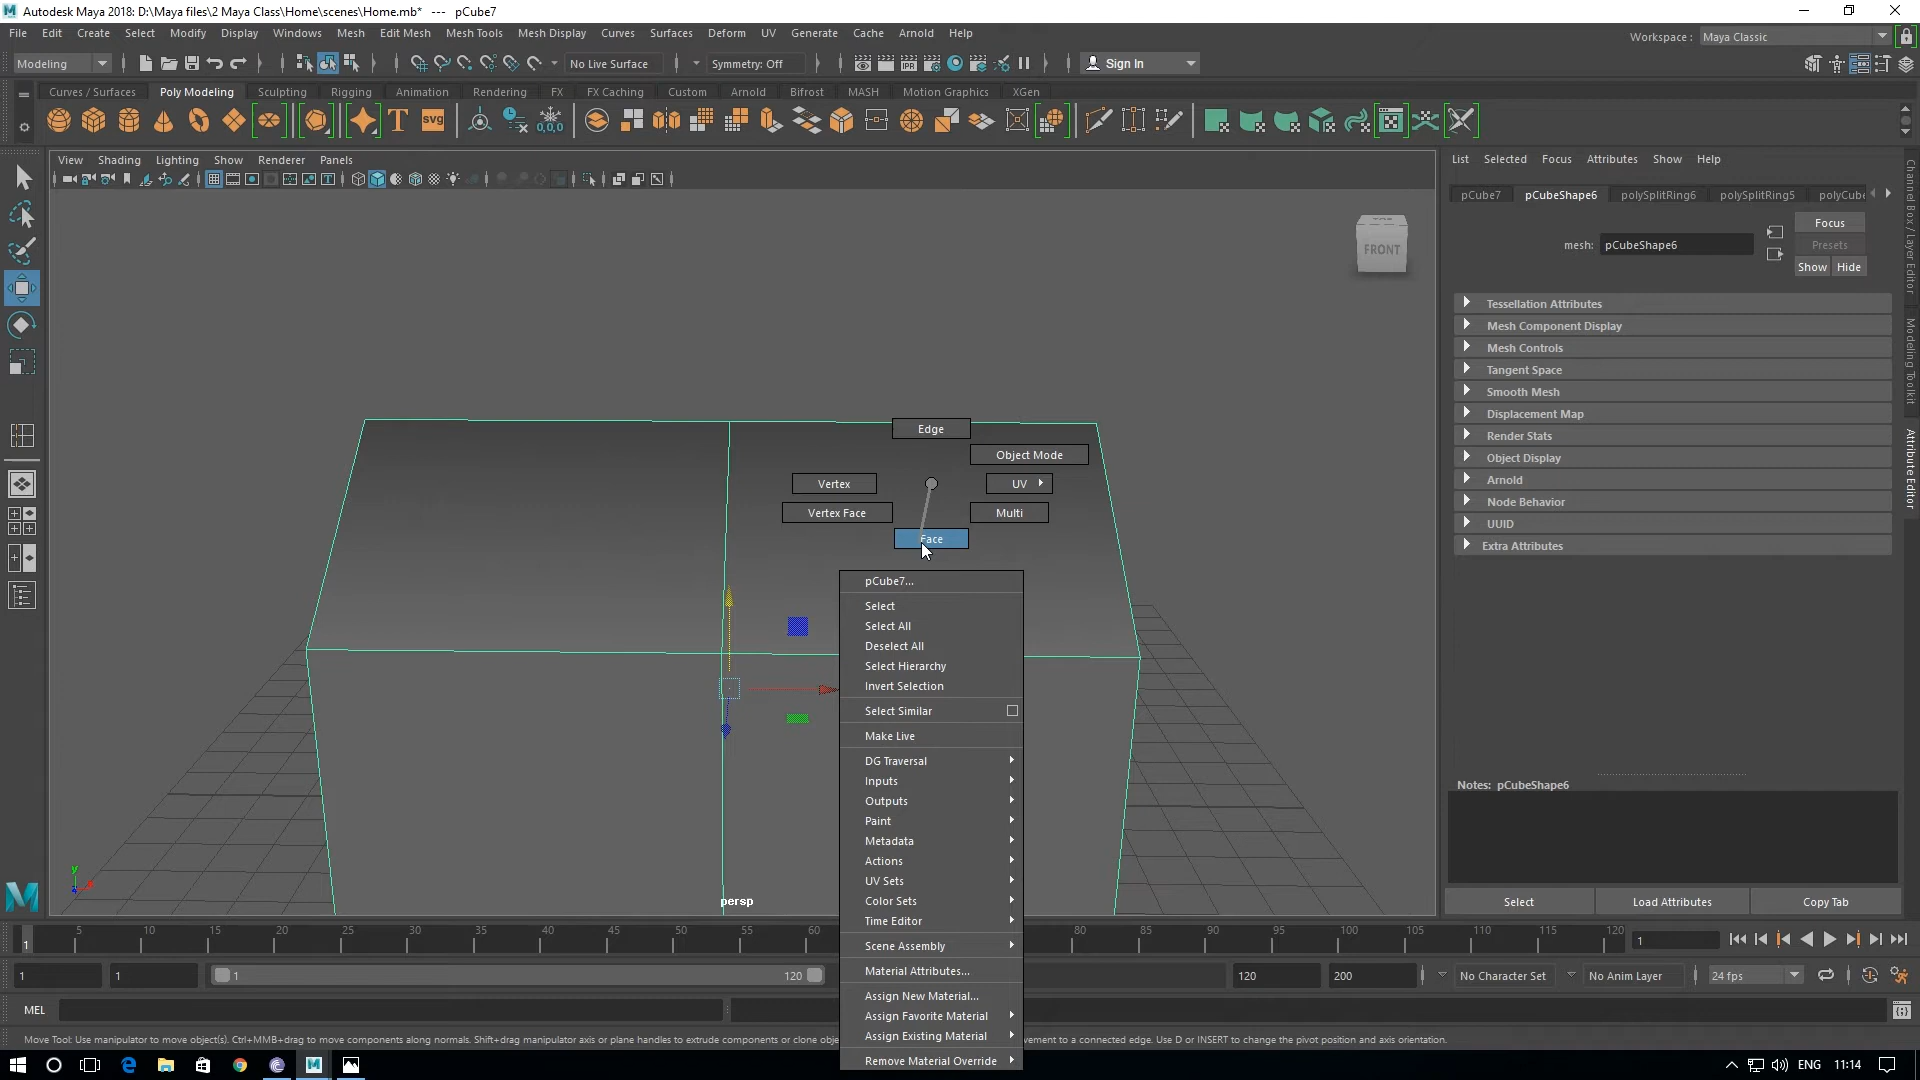 Autodesk Maya 2018: D:\Maya files\2 Maya Class\Home\scenes\Home.mb* --- pCube7
File Edit Create Select Modify Display Windows Mesh Edit Mesh Mesh Tools Mesh Display Curves Surfaces Deform UV Generate Cache Arnold Help
Workspace : Maya Classic
Modeling No Live Surface Symmetry: Off Sign In
Curves / Surfaces Poly Modeling Sculpting Rigging Animation Rendering FX FX Caching Custom Arnold Bifrost MASH Motion Graphics XGen
View Shading Lighting Show Renderer Panels
List Selected Focus Attributes Show Help
pCube7 pCubeShape6 polySplitRing6 polySplitRing5 polyCube
mesh: pCubeShape6
Focus
Presets
Show Hide
FRONT
Tessellation Attributes
Mesh Component Display
Mesh Controls
Tangent Space
Smooth Mesh
Displacement Map
Render Stats
Object Display
Arnold
Node Behavior
UUID
Extra Attributes
Channel Box / Layer Editor
Modeling Toolkit
Attribute Editor
Edge
Object Mode
Vertex UV
Vertex Face Multi
Face
pCube7...
Select
Select All
Deselect All
Select Hierarchy
Invert Selection
Select Similar
Make Live
DG Traversal
Inputs
Outputs
Paint
Metadata
Actions
UV Sets
Color Sets
Time Editor
Scene Assembly
Material Attributes...
Assign New Material...
Assign Favorite Material
Assign Existing Material
Remove Material Override
Notes: pCubeShape6
Select Load Attributes Copy Tab
y
persp
1 5 10 15 20 25 30 35 40 45 50 55 60 80 85 90 95 100 105 110 115 120 1
1 1 1 120 120 200 No Character Set No Anim Layer 24 fps
MEL
Move Tool: Use manipulator to move object(s). Ctrl+MMB+drag to move components along normals. Shift+drag manipulator axis or plane handles to extrude components or clone obje
ovement to a connected edge. Use D or INSERT to change the pivot position and axis orientation.
ENG 11:14